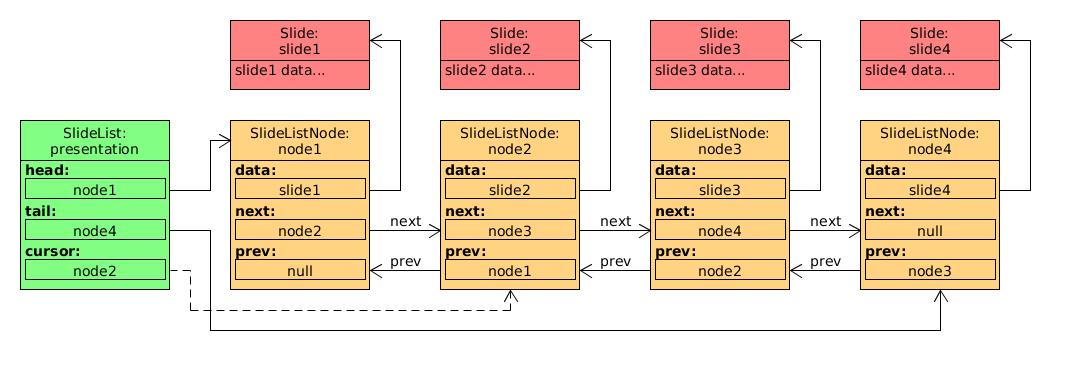 Slide:
slide1
slide1 data...
Slide:
slide2
slide2 data...
Slide:
slide3
slide3 data...
Slide:
slide4
slide4 data...
SlideList:
presentation
head:
node1
tail:
node4
cursor:
node2
SlideListNode:
node1
data:
slide1
next:
node2
prev:
null
next
prev
SlideListNode:
node2
data:
slide2
next:
node3
prev:
node1
next
prev
SlideListNode:
node3
data:
slide3
next:
node4
prev:
node2
next
prev
SlideListNode:
node4
data:
slide4
next:
null
prev:
node3